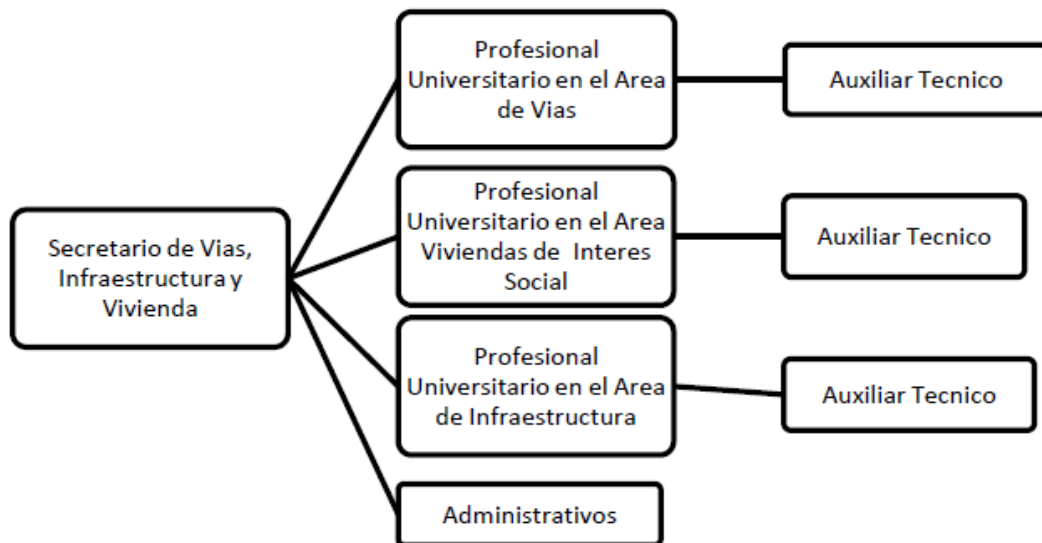 Secretario de Vias,
Infraestructura y
Vivienda
Profesional
Universitario en el Area
de Vias
Auxiliar Tecnico
Profesional
Universitario en el Area
Viviendas de Interes
Social
Auxiliar Tecnico
Profesional
Universitario en el Area
de Infraestructura
Auxiliar Tecnico
Administrativos